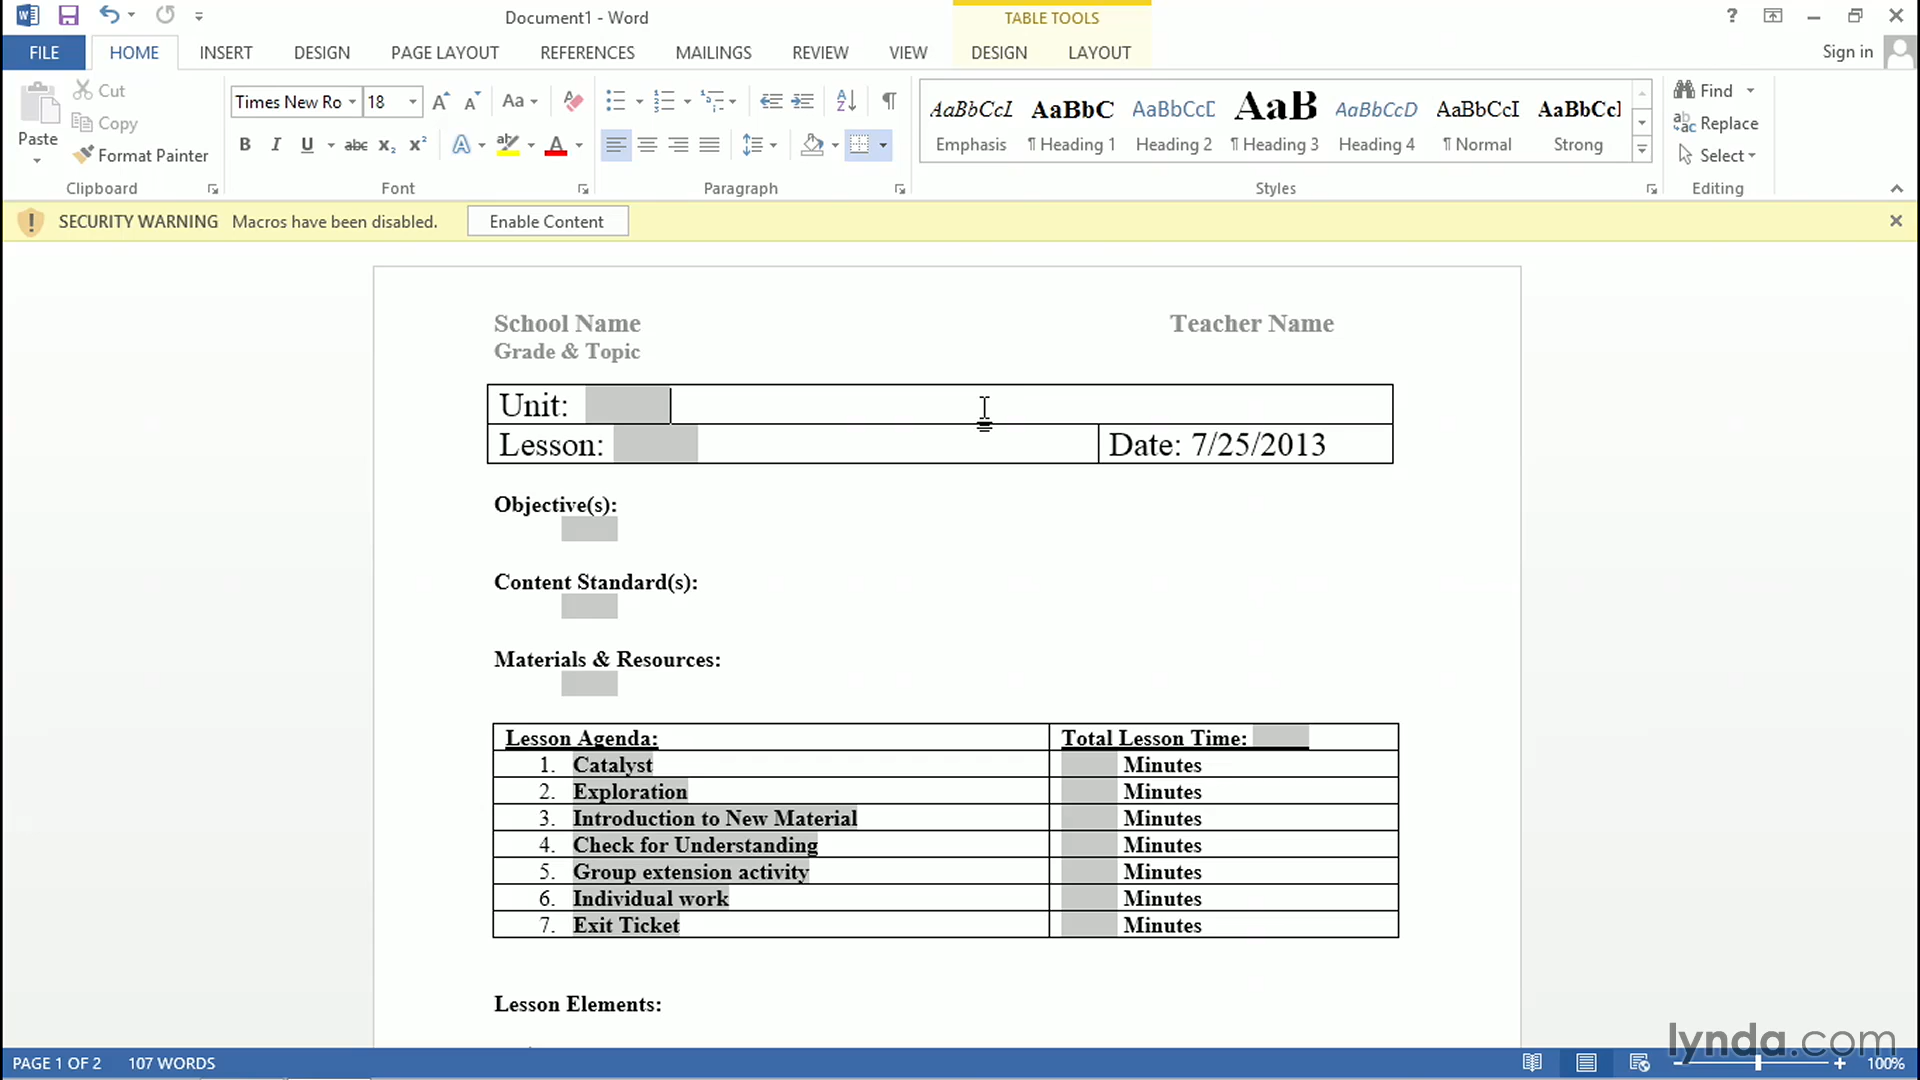 Document1 - Word
TABLE TOOLS
FILE HOME INSERT DESIGN PAGE LAYOUT REFERENCES MAILINGS REVIEW VIEW DESIGN LAYOUT Sign in
Paste
Cut
Copy
Format Painter
Clipboard
Times New Ro 18
Aa
B I U abc X₂ X²
A
Font
Paragraph
AaBbCcI AaBbC AaBbCcD AaB AaBbCcD AaBbCcI AaBbCcl
Emphasis ¶ Heading 1 Heading 2 ¶ Heading 3 Heading 4 ¶ Normal Strong
Styles
Find
Replace
Select
Editing
SECURITY WARNING Macros have been disabled. Enable Content
School Name Teacher Name
Grade & Topic
Unit:
Lesson: Date: 7/25/2013
Objective(s):
Content Standard(s):
Materials & Resources:
Lesson Agenda: Total Lesson Time:
1. Catalyst Minutes
2. Exploration Minutes
3. Introduction to New Material Minutes
4. Check for Understanding Minutes
5. Group extension activity Minutes
6. Individual work Minutes
7. Exit Ticket Minutes
Lesson Elements:
lynda.com
PAGE 1 OF 2 107 WORDS 100%